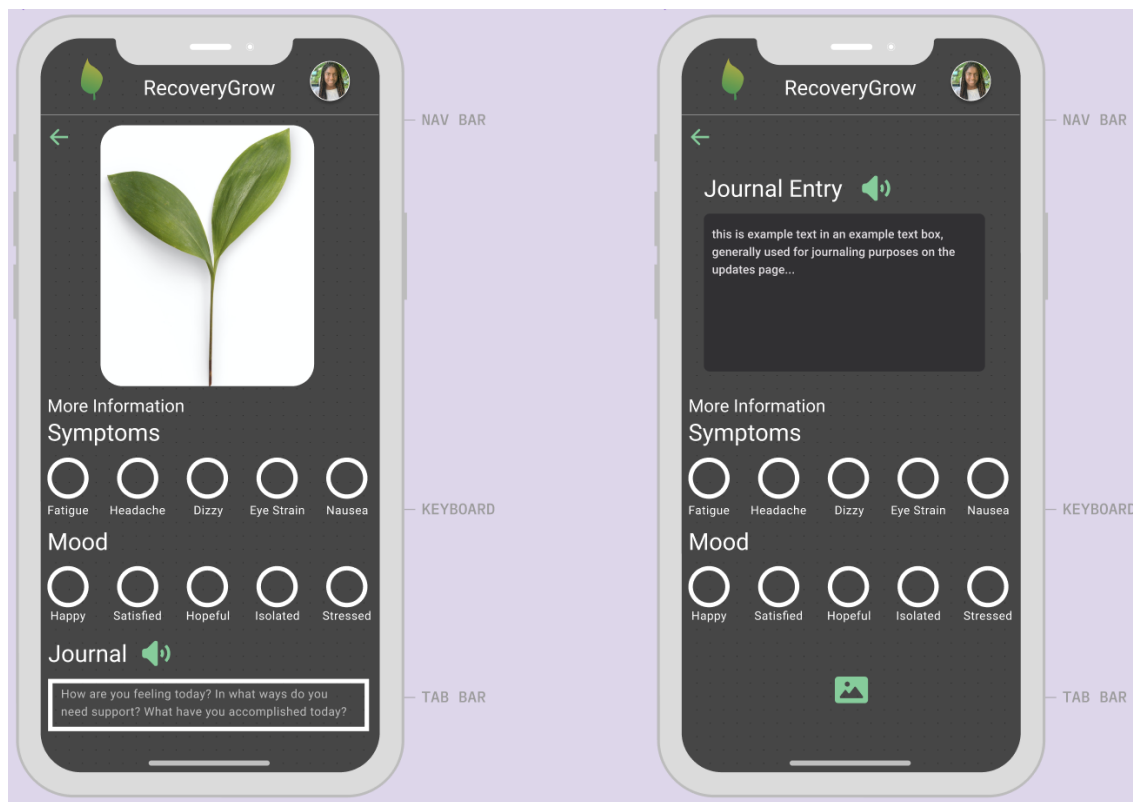 RecoveryGrow
NAV BAR
More Information
Symptoms
Fatigue Headache Dizzy Eye Strain Nausea
KEYBOARD
Mood
Happy Satisfied Hopeful Isolated Stressed
Journal
How are you feeling today? In what ways do you
need support? What have you accomplished today?
TAB BAR
RecoveryGrow
NAV BAR
Journal Entry
this is example text in an example text box,
generally used for journaling purposes on the
updates page...
More Information
Symptoms
Fatigue Headache Dizzy Eye Strain Nausea
KEYBOARD
Mood
Happy Satisfied Hopeful Isolated Stressed
TAB BAR